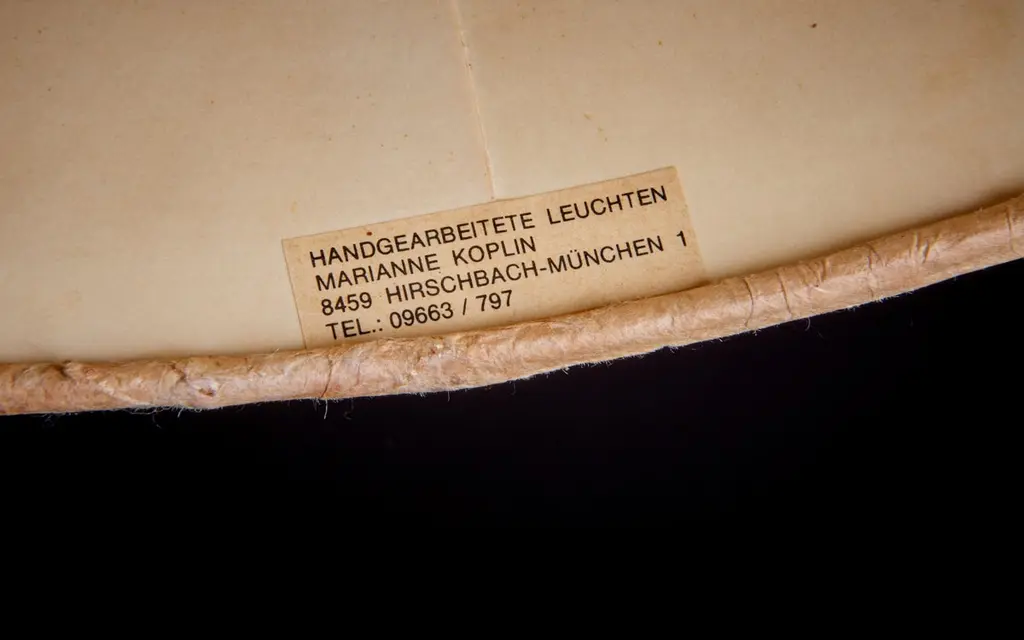 HANDGEARBEITETE LEUCHTEN
MARIANNE KOPLIN
8459 HIRSCHBACH-MÜNCHEN 1
TEL.: 09663 / 797